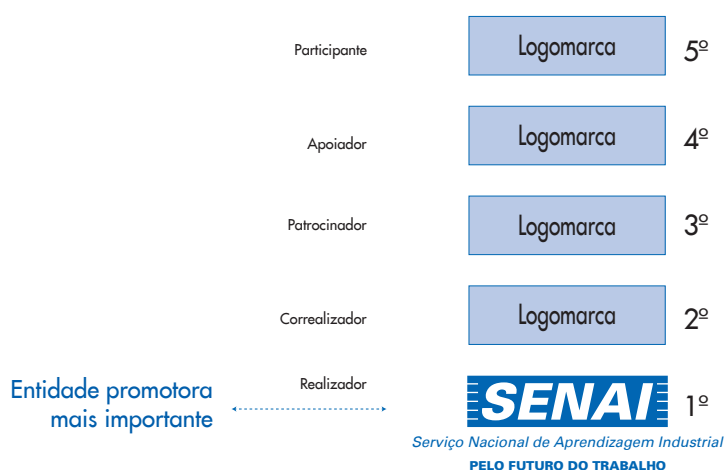 Participante
Logomarca
5º
Apoiador
Logomarca
4º
Patrocinador
Logomarca
3º
Correalizador
Logomarca
2º
Entidade promotora
mais importante
Realizador
SENAI
1º
Serviço Nacional de Aprendizagem Industrial
PELO FUTURO DO TRABALHO